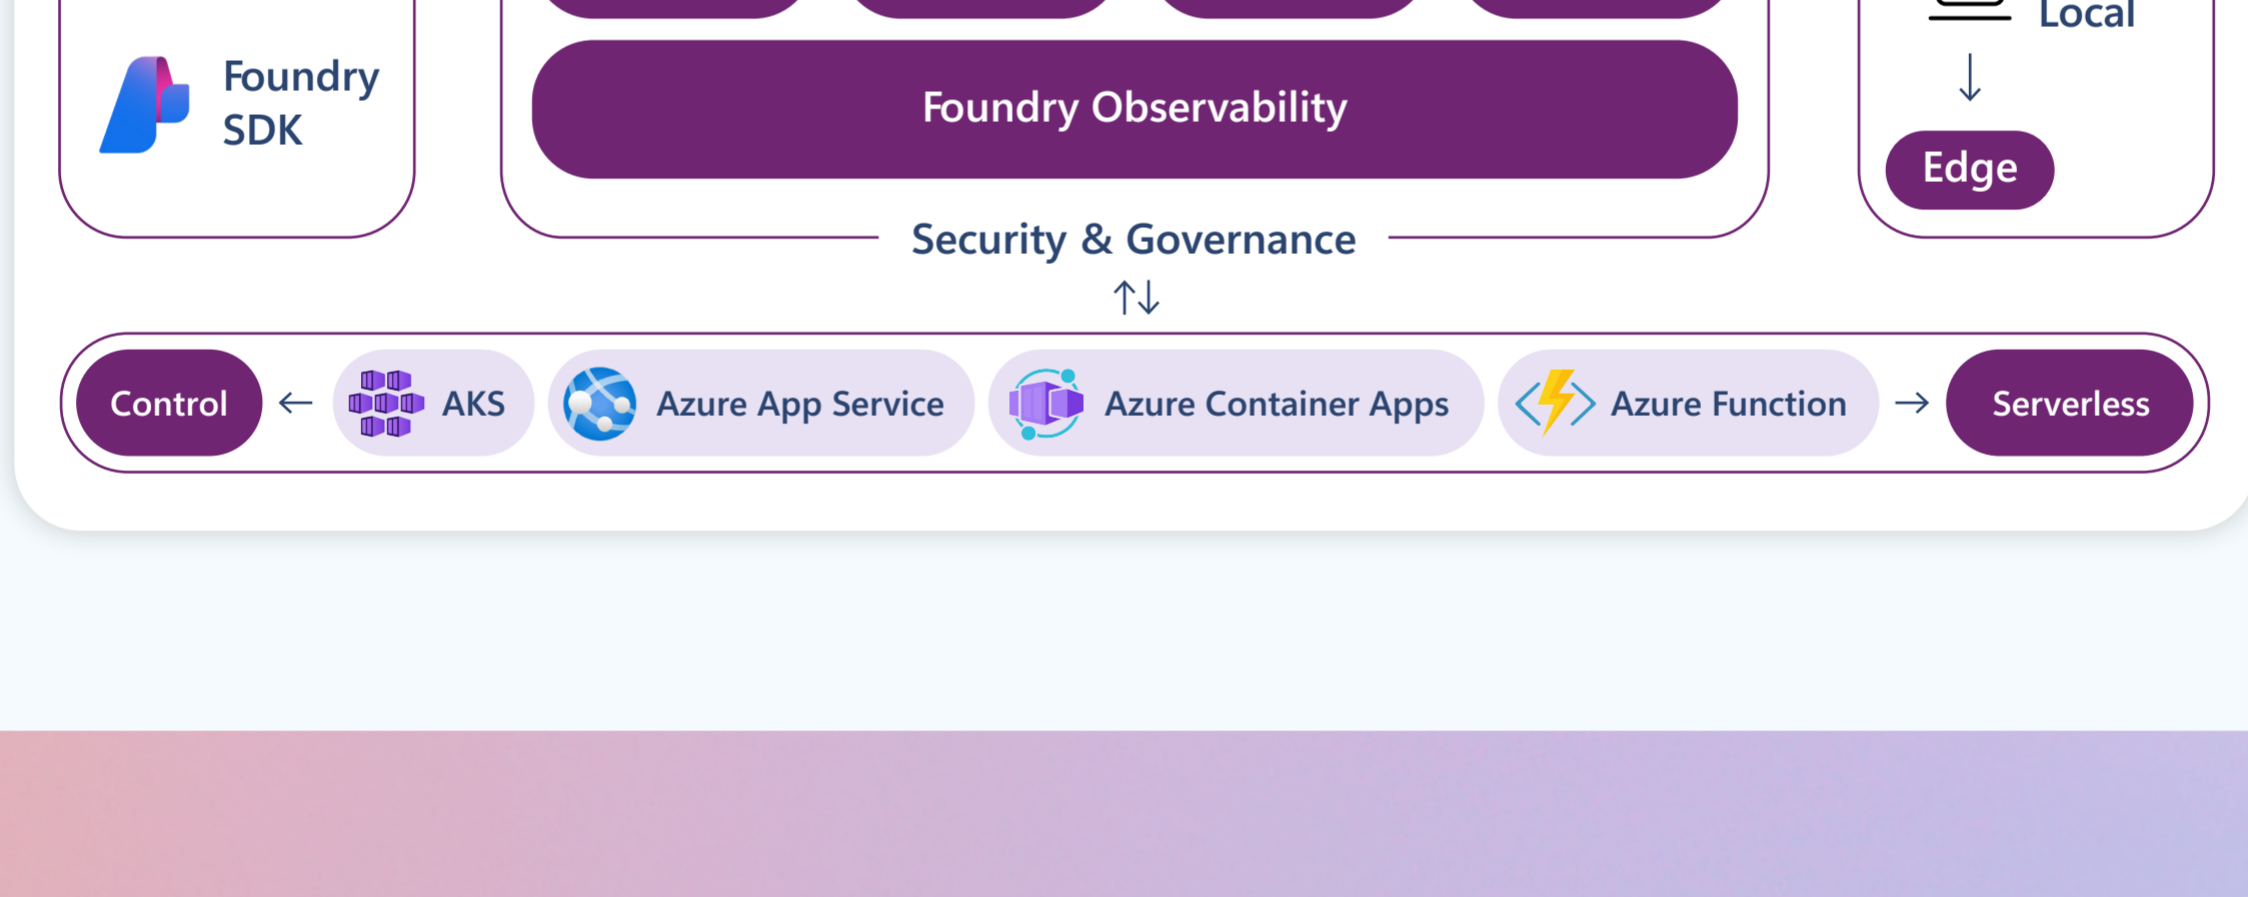 Local
Foundry
SDK
Foundry Observability
Edge
Security & Governance
Control
AKS
Azure App Service
Azure Container Apps
Azure Function
Serverless